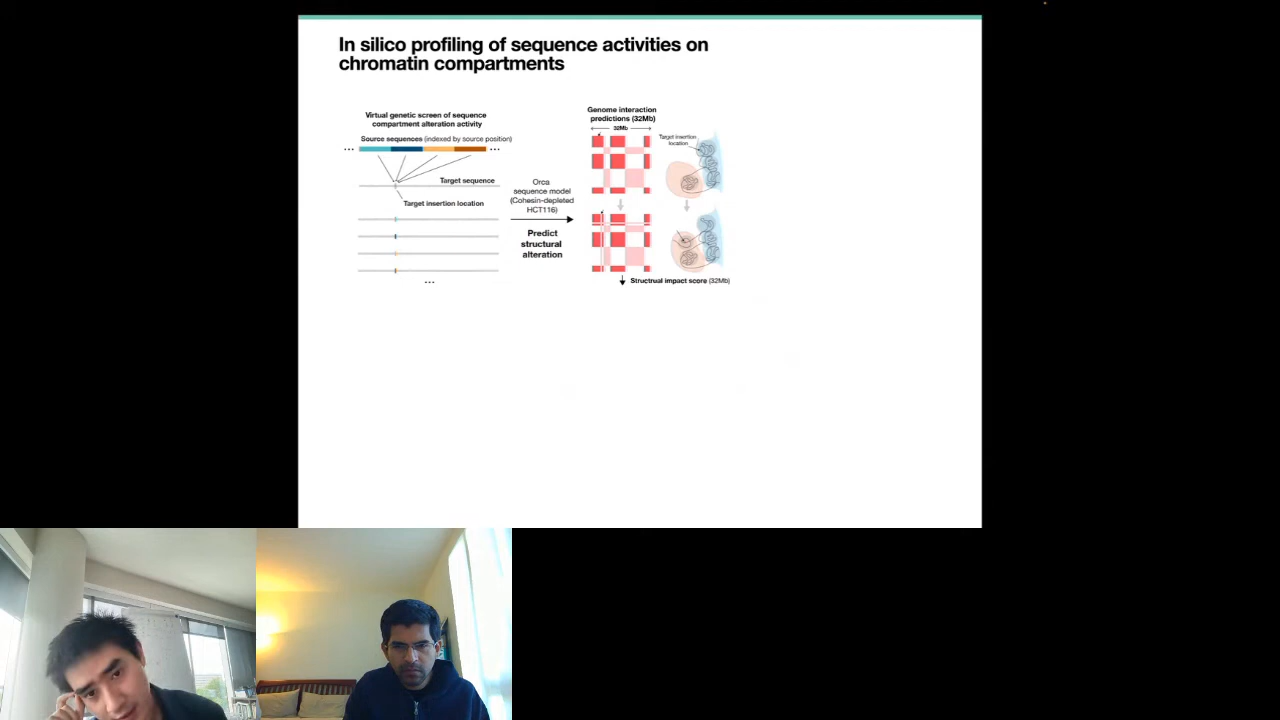 In silico profiling of sequence activities on
chromatin compartments
Virtual genetic screen of sequence
compartment alteration activity
Source sequences (indexed by source position)
...
...
Target sequence
Target insertion location
...
Orca
sequence model
(Cohesin-depleted
HCT116)
Predict
structural
alteration
Genome interaction
predictions (32Mb)
32Mb
Target insertion
location
Structrual impact score (32Mb)